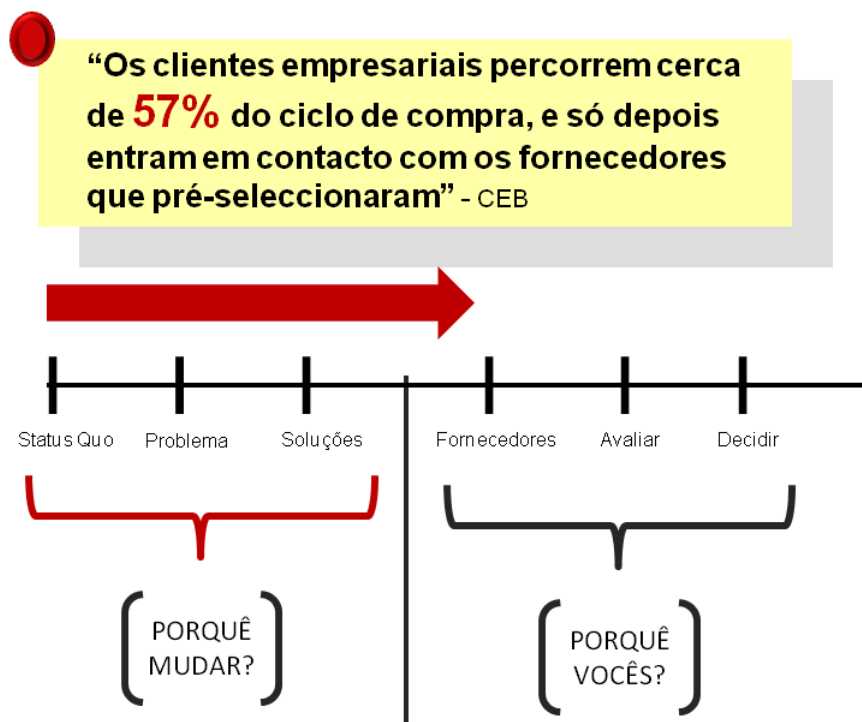 “Os clientes empresariais percorrem cerca
de 57% do ciclo de compra, e só depois
entram em contacto com os fornecedores
que pré-seleccionaram” - CEB
Status Quo Problema Soluções Fornecedores Avaliar Decidir
PORQUÊ
MUDAR?
PORQUÊ
VOCÊS?